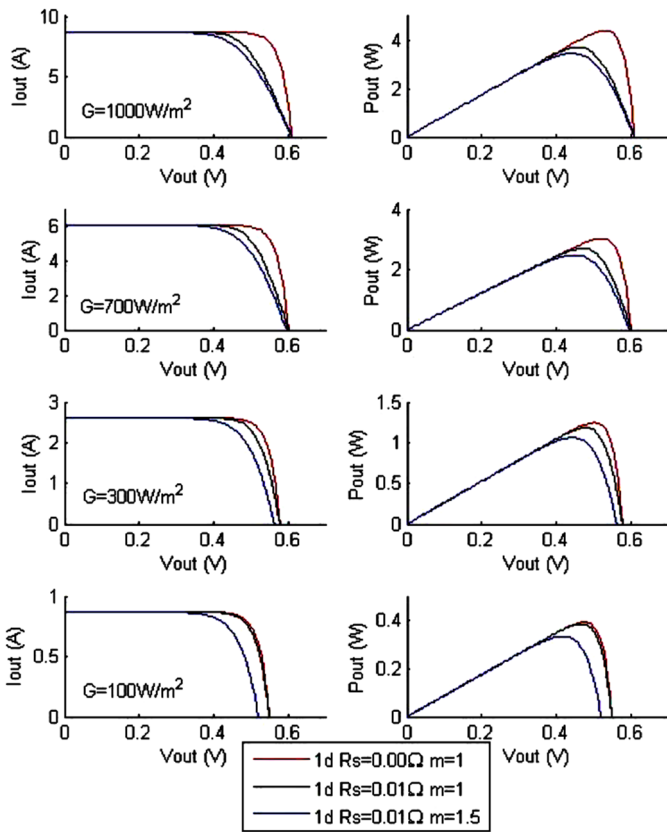 10
5
0
Iout (A)
G=1000W/m²
0 0.2 0.4 0.6
Vout (V)
4
2
0
Pout (W)
0 0.2 0.4 0.6
Vout (V)
6
4
2
0
Iout (A)
G=700W/m²
0 0.2 0.4 0.6
Vout (V)
4
2
0
Pout (W)
0 0.2 0.4 0.6
Vout (V)
3
2
1
0
Iout (A)
G=300W/m²
0 0.2 0.4 0.6
Vout (V)
1.5
1
0.5
0
Pout (W)
0 0.2 0.4 0.6
Vout (V)
1
0.5
0
Iout (A)
G=100W/m²
0 0.2 0.4 0.6
Vout (V)
0.4
0.2
0
Pout (W)
0 0.2 0.4 0.6
Vout (V)
1d Rs=0.00Ω m=1
1d Rs=0.01Ω m=1
1d Rs=0.01Ω m=1.5